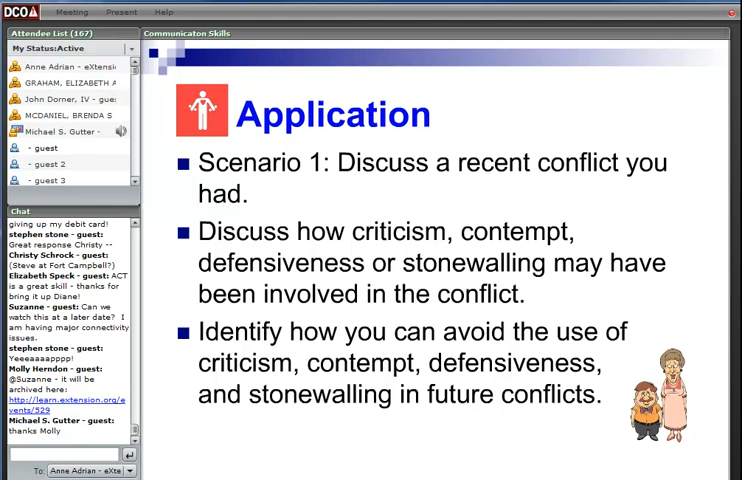 DCO Meeting Present Help
Attendee List (167)
My Status:Active
Anne Adrian - eXtensi
GRAHAM, ELIZABETH A
John Dorner, IV - gue
MCDANIEL, BRENDA S
Michael S. Gutter -
- guest
- guest 2
- guest 3
Chat
giving up my debit card!
stephen stone - guest:
Great response Christy --
Christy Schrock - guest:
(Steve at Fort Campbell?)
Elizabeth Speck - guest: ACT
is a great skill - thanks for
bring it up Diane!
Suzanne - guest: Can we
watch this at a later date? I
am having major connectivity
issues.
stephen stone - guest:
Yeeeaaaapppp!
Molly Herndon - guest:
@Suzanne - it will be
archived here:
http://learn.extension.org/e
vents/529
Michael S. Gutter - guest:
thanks Molly
To: Anne Adrian - eXte
Communicaton Skills
Application
Scenario 1: Discuss a recent conflict you
had.
Discuss how criticism, contempt,
defensiveness or stonewalling may have
been involved in the conflict.
Identify how you can avoid the use of
criticism, contempt, defensiveness,
and stonewalling in future conflicts.